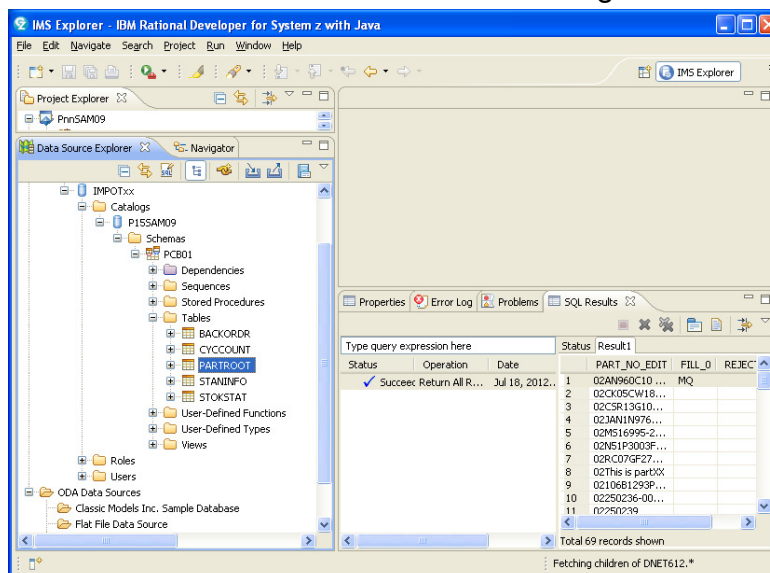 IMS Explorer - IBM Rational Developer for System z with Java
File Edit Navigate Search Project Run Window Help
IMS Explorer
Project Explorer
PnnSAM09
Data Source Explorer Navigator
IMPOTxx
Catalogs
P15SAM09
Schemas
PCB01
Dependencies
Sequences
Stored Procedures
Tables
BACKORDR
CYCCOUNT
PARTROOT
STANINFO
STOKSTAT
User-Defined Functions
User-Defined Types
Views
Roles
Users
ODA Data Sources
Classic Models Inc. Sample Database
Flat File Data Source
Properties Error Log Problems SQL Results
Type query expression here
Status Operation Date
Succeec Return All R... Jul 18, 2012...
Status Result1
PART_NO_EDIT FILL_0 REJEC
1 02AN960C10 ... MQ
2 02CK05CW18...
3 02CSR13G10...
4 02JAN1N976...
5 02MS16995-2...
6 02N51P3003F...
7 02RC07GF27...
8 02This is partXX
9 02106B1293P...
10 02250236-00...
11 02250239
Total 69 records shown
Fetching children of DNET612.*